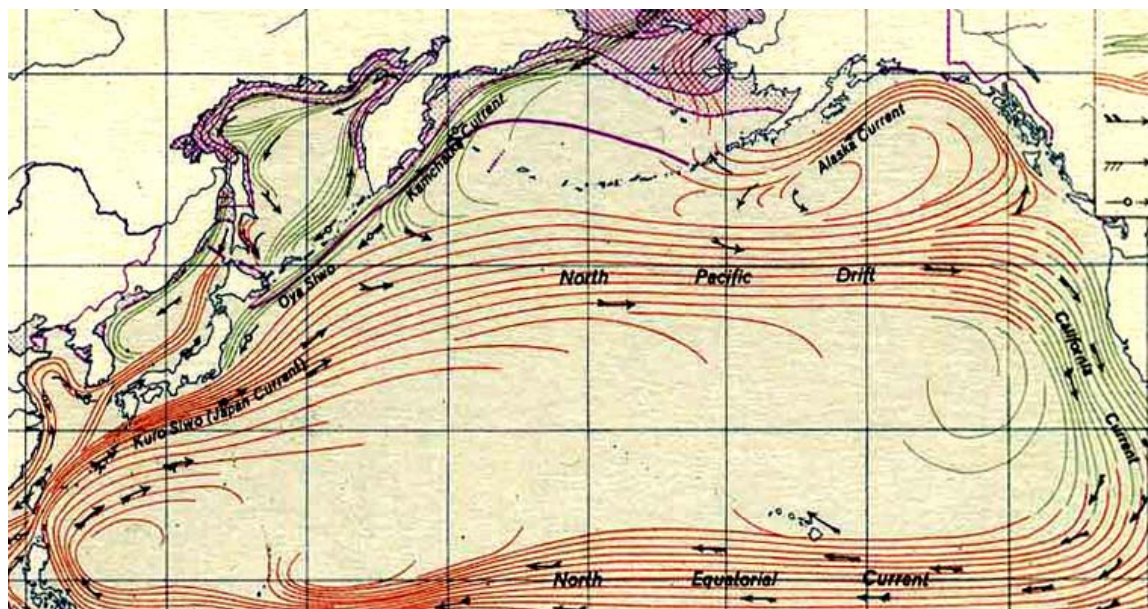 Kamchatka Current
Alaska Current
Oya Siwo
North Pacific Drift
California Current
Kuro Siwo (Japan Current)
North Equatorial Current